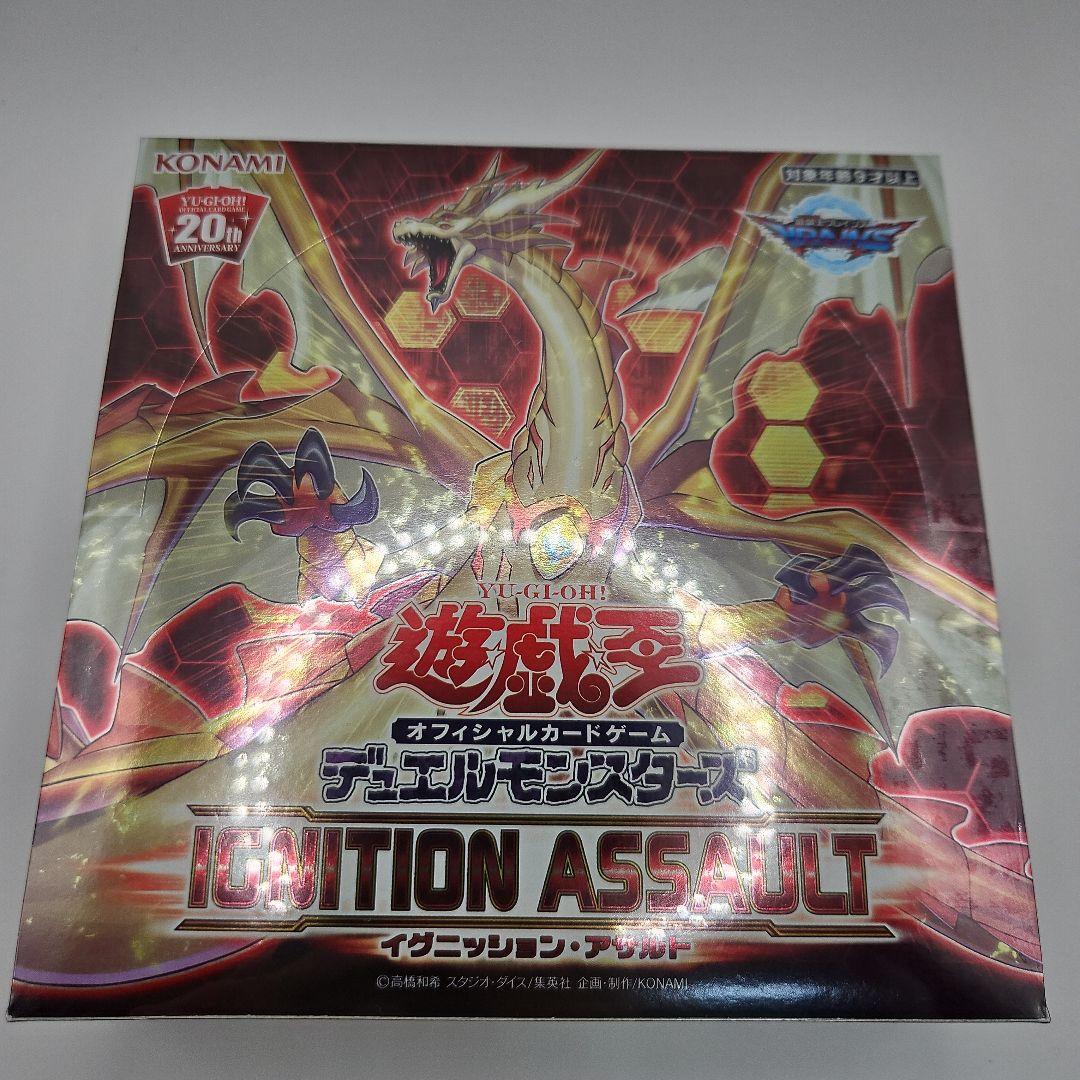 KONAMI
対象年齢9才以上
YU-GI-OH!
OFFICIAL CARD GAME
20th
ANNIVERSARY
VRAINS
YU-GI-OH!
遊☆戯☆王
オフィシャルカードゲーム
デュエルモンスターズ
IGNITION ASSAULT
イグニッション・アサルト
©高橋和希 スタジオ・ダイス/集英社 企画・制作/KONAMI